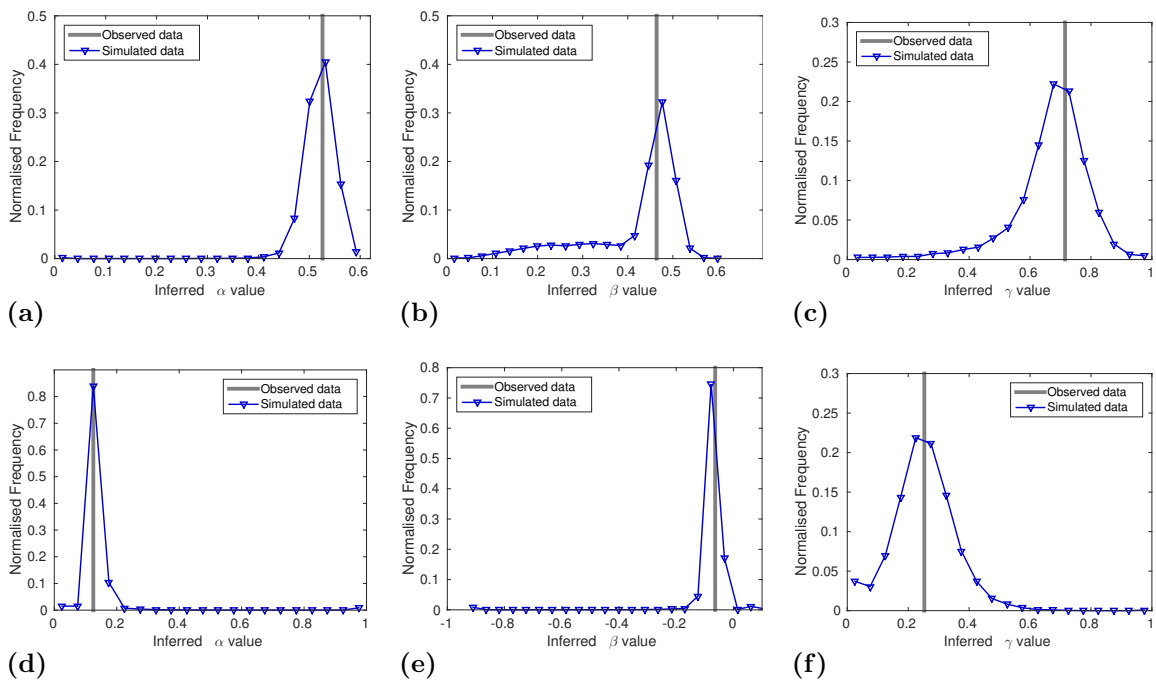 0.5
0.4
0.3
0.2
0.1
0
Normalised Frequency
Observed data
Simulated data
0 0.1 0.2 0.3 0.4 0.5 0.6
Inferred α value
(a)
0.5
0.4
0.3
0.2
0.1
0
Normalised Frequency
Observed data
Simulated data
0 0.1 0.2 0.3 0.4 0.5 0.6
Inferred β value
(b)
0.3
0.25
0.2
0.15
0.1
0.05
0
Normalised Frequency
Observed data
Simulated data
0 0.2 0.4 0.6 0.8 1
Inferred γ value
(c)
0.8
0.7
0.6
0.5
0.4
0.3
0.2
0.1
0
Normalised Frequency
Observed data
Simulated data
0 0.2 0.4 0.6 0.8 1
Inferred α value
(d)
0.8
0.7
0.6
0.5
0.4
0.3
0.2
0.1
0
Normalised Frequency
Observed data
Simulated data
-1 -0.8 -0.6 -0.4 -0.2 0
Inferred β value
(e)
0.3
0.25
0.2
0.15
0.1
0.05
0
Normalised Frequency
Observed data
Simulated data
0 0.2 0.4 0.6 0.8 1
Inferred γ value
(f)